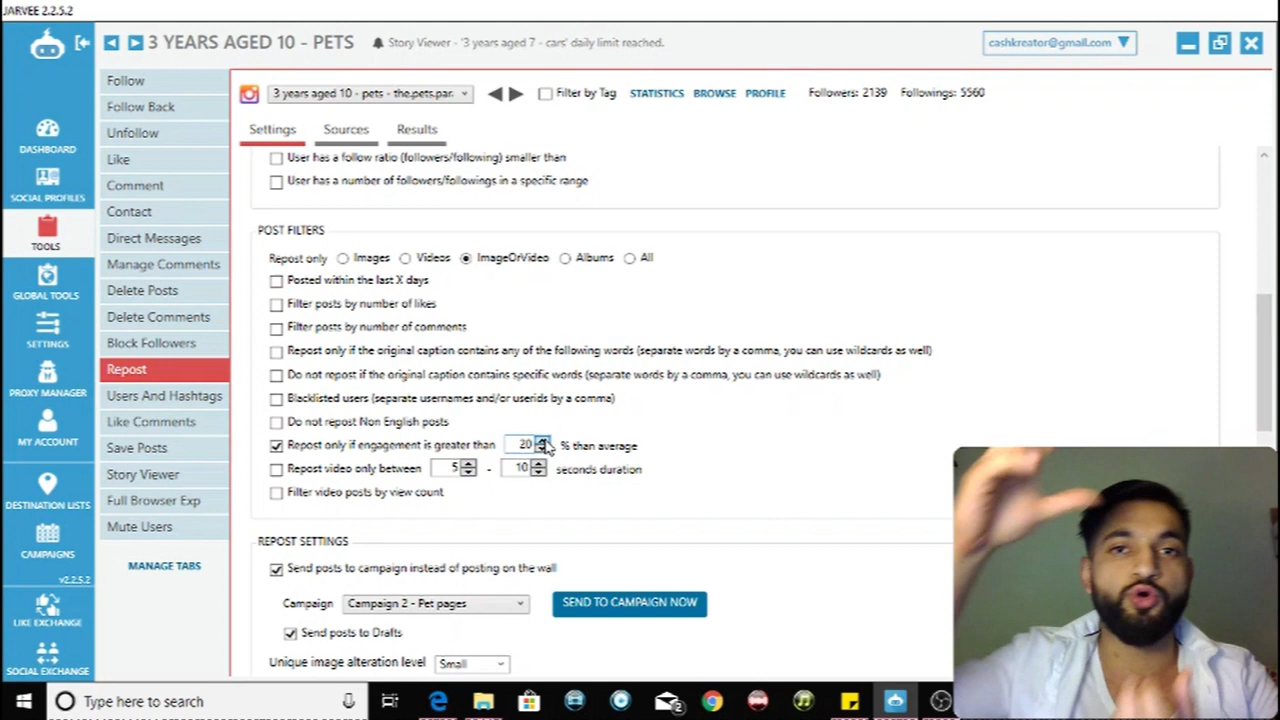 JARVEE 2.2.5.2
3 YEARS AGED 10 - PETS
Story Viewer - '3 years aged 7 - cars' daily limit reached.
cashkreator@gmail.com
DASHBOARD
SOCIAL PROFILES
TOOLS
GLOBAL TOOLS
SETTINGS
PROXY MANAGER
MY ACCOUNT
DESTINATION LISTS
CAMPAIGNS
v2.2.5.2
LIKE EXCHANGE
SOCIAL EXCHANGE
Follow
Follow Back
Unfollow
Like
Comment
Contact
Direct Messages
Manage Comments
Delete Posts
Delete Comments
Block Followers
Repost
Users And Hashtags
Like Comments
Save Posts
Story Viewer
Full Browser Exp
Mute Users
MANAGE TABS
3 years aged 10 - pets - the.pets.par
Filter by Tag
STATISTICS
BROWSE
PROFILE
Followers: 2139
Followings: 5560
Settings
Sources
Results
User has a follow ratio (followers/following) smaller than
User has a number of followers/followings in a specific range
POST FILTERS
Repost only Images Videos ImageOrVideo Albums All
Posted within the last X days
Filter posts by number of likes
Filter posts by number of comments
Repost only if the original caption contains any of the following words (separate words by a comma, you can use wildcards as well)
Do not repost if the original caption contains specific words (separate words by a comma, you can use wildcards as well)
Blacklisted users (separate usernames and/or userids by a comma)
Do not repost Non English posts
Repost only if engagement is greater than 20 % than average
Repost video only between 5 - 10 seconds duration
Filter video posts by view count
REPOST SETTINGS
Send posts to campaign instead of posting on the wall
Campaign Campaign 2 - Pet pages SEND TO CAMPAIGN NOW
Send posts to Drafts
Unique image alteration level Small
Type here to search
2